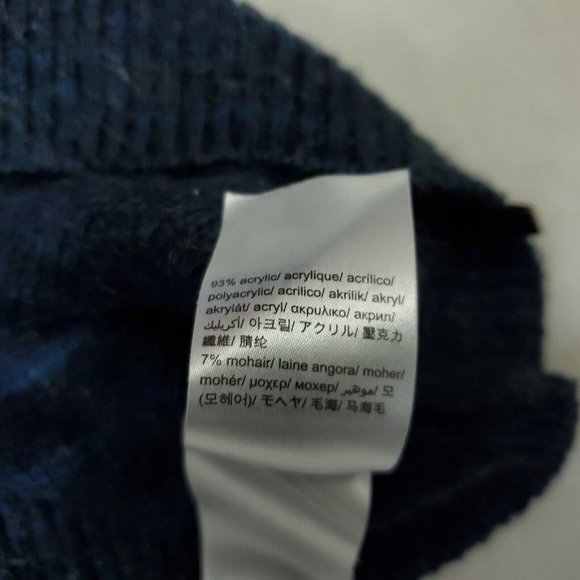 93% acrylic/ acrylique/ acrílico/
polyacrylic/ acrilico/ akrilik/ akryl/
akrylát/ acryl/ ακρυλικο/ акрил/
أكريليك/ 아크릴/ アクリル/ 壓克力
纖維/ 腈纶
7% mohair/ laine angora/ moher/
mohér/ μοχερ/ мохер/ موهير/ 모
(모헤어)/ モヘヤ/ 毛海/ 马海毛